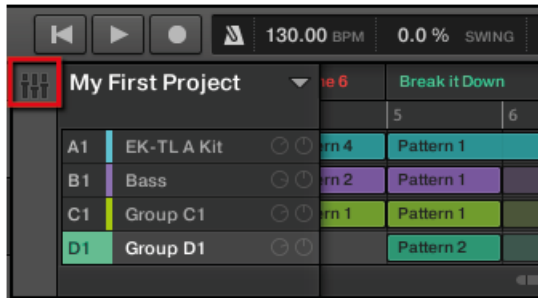 130.00 BPM 0.0 % SWING
My First Project ne 6 Break it Down
5 6
A1 EK-TL A Kit rn 4 Pattern 1
B1 Bass rn 2 Pattern 1
C1 Group C1 rn 1 Pattern 1
D1 Group D1 Pattern 2